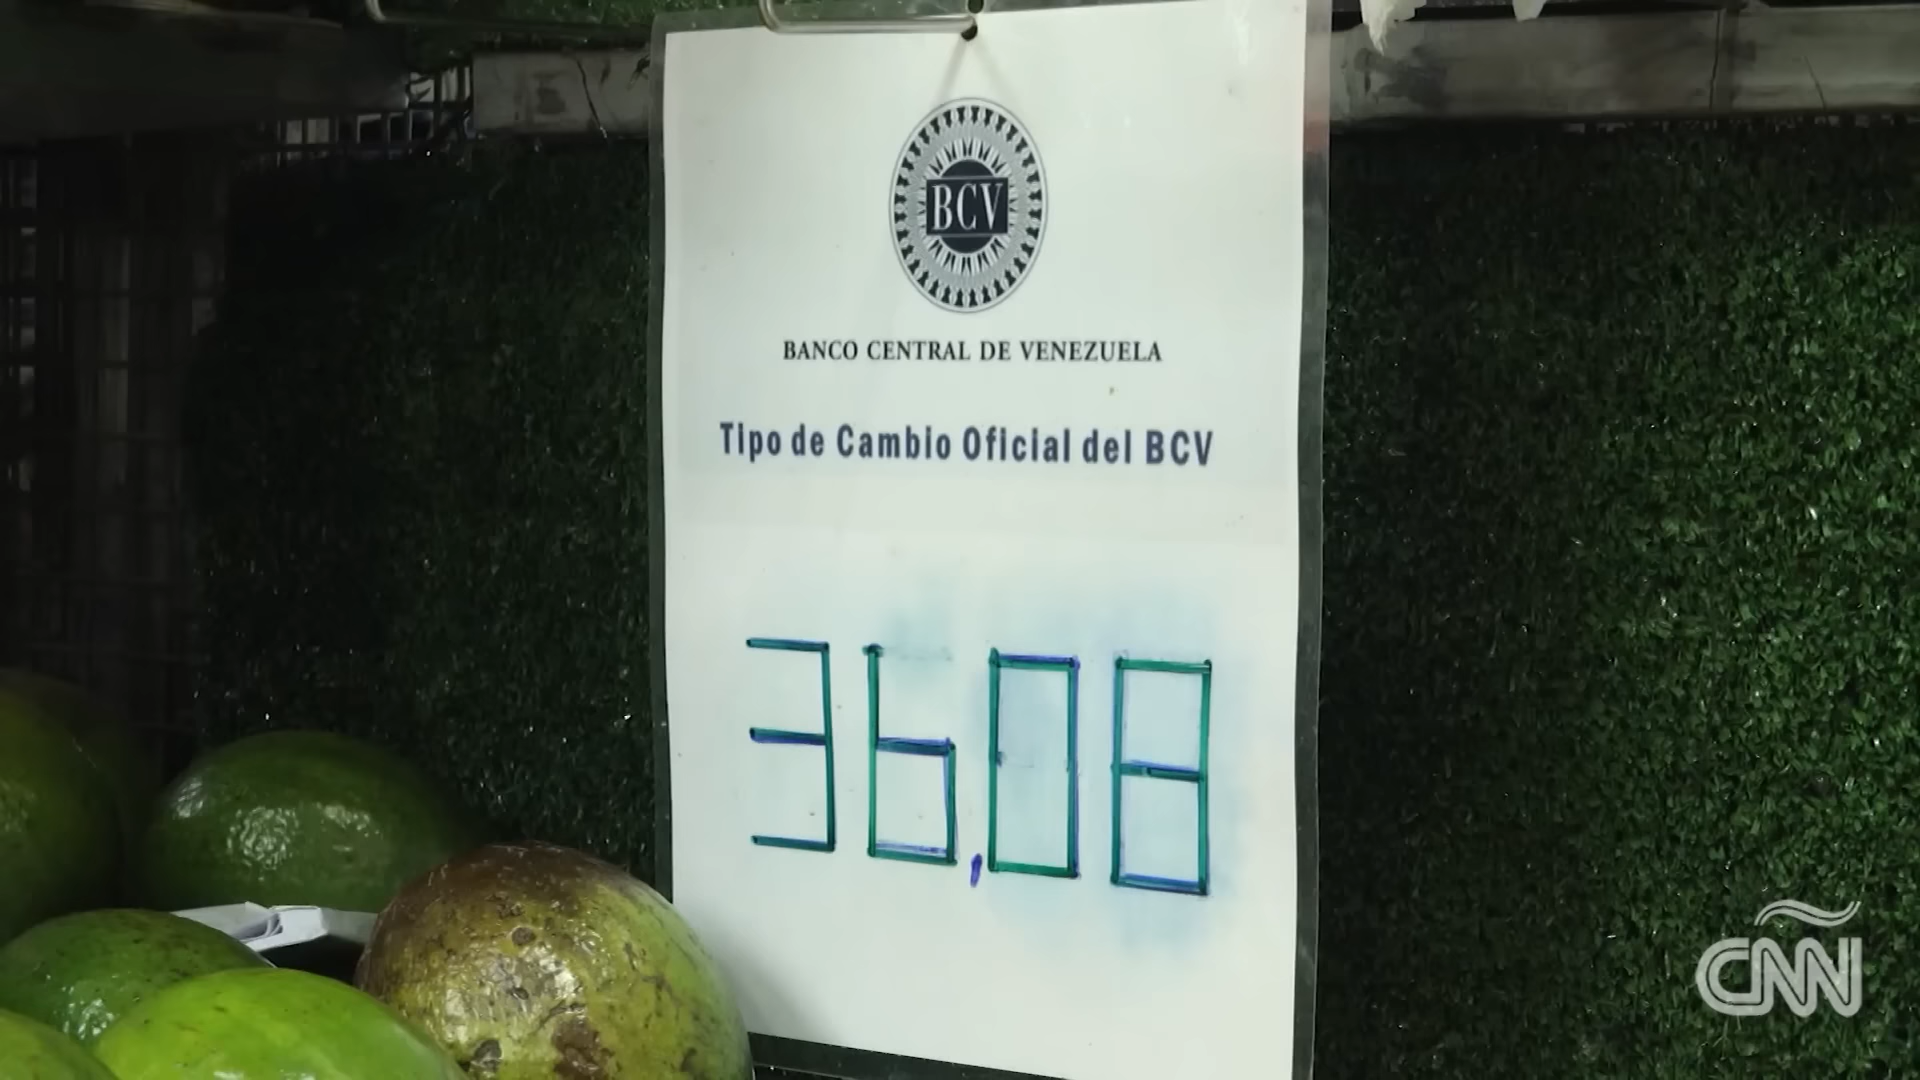 BCV
BANCO CENTRAL DE VENEZUELA
Tipo de Cambio Oficial del BCV
36,08
CNN